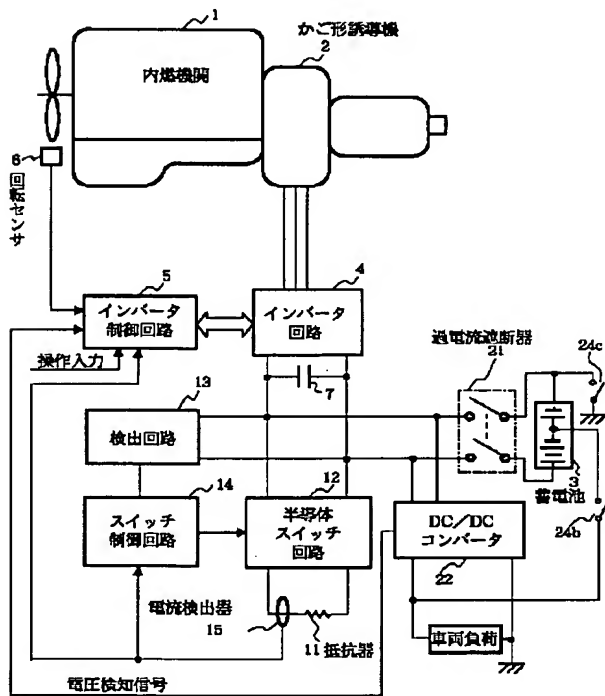 1
かご形誘導機
2
内燃機関
6
回転センサ
5
インバータ
制御回路
4
インバータ
回路
操作入力
7
過電流遮断器
21
24c
13
検出回路
14
スイッチ
制御回路
12
半導体
スイッチ
回路
3
蓄電池
24b
DC/DC
コンバータ
22
電流検出器
15
11 抵抗器
車両負荷
電圧検知信号